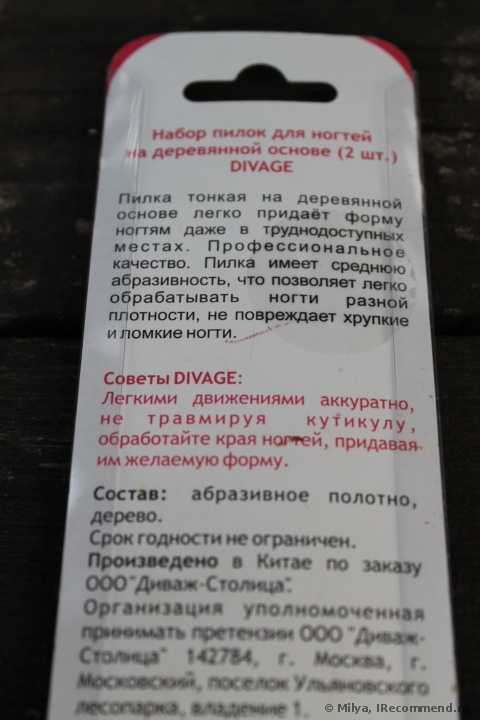 Набор пилок для ногтей
на деревянной основе (2 шт.)
DIVAGE
Пилка тонкая на деревянной
основе легко придаёт форму
ногтям даже в труднодоступных
местах. Профессиональное
качество. Пилка имеет среднюю
абразивность, что позволяет легко
обрабатывать ногти разной
плотности, не повреждает хрупкие
и ломкие ногти.
Советы DIVAGE:
Легкими движениями аккуратно,
не травмируя кутикулу,
обработайте края ногтей, придавая
им желаемую форму.
Состав: абразивное полотно,
дерево.
Срок годности не ограничен.
Произведено в Китае по заказу
ООО"Диваж-Столица".
Организация уполномоченная
принимать претензии ООО "Диваж-
Столица" 142784, г. Москва, г.
Московский, поселок Ульяновского
лесопарка, владение 1.
© Milya, IRecommend.ru